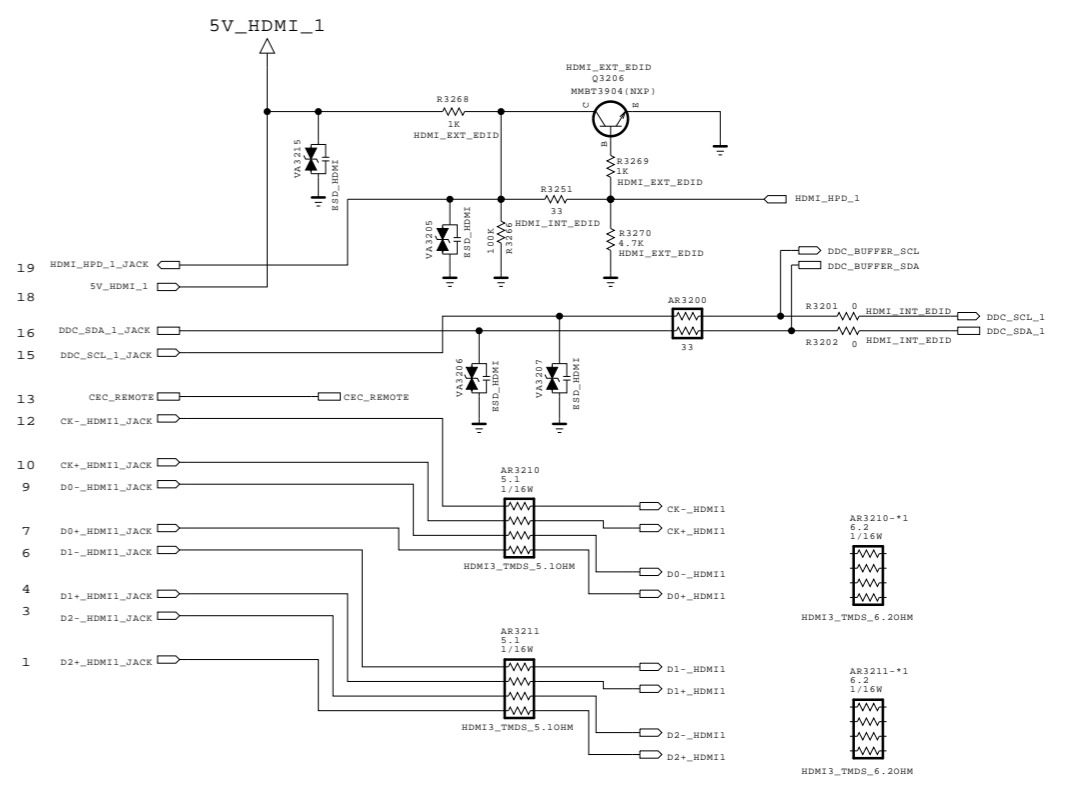 5V_HDMI_1
HDMI_EXT_EDID
Q3206
MMBT3904(NXP)
C
E
B
R3268
1K
HDMI_EXT_EDID
VA3215
ESD_HDMI
R3269
1K
HDMI_EXT_EDID
R3251
33
HDMI_INT_EDID
HDMI_HPD_1
VA3205
ESD_HDMI
100K
R3266
R3270
4.7K
HDMI_EXT_EDID
19
HDMI_HPD_1_JACK
18
5V_HDMI_1
DDC_BUFFER_SCL
DDC_BUFFER_SDA
AR3200
33
R3201
0
HDMI_INT_EDID
DDC_SCL_1
R3202
0
HDMI_INT_EDID
DDC_SDA_1
16
DDC_SDA_1_JACK
15
DDC_SCL_1_JACK
VA3206
ESD_HDMI
VA3207
ESD_HDMI
13
CEC_REMOTE
CEC_REMOTE
12
CK-_HDMI1_JACK
10
CK+_HDMI1_JACK
9
D0-_HDMI1_JACK
7
D0+_HDMI1_JACK
6
D1-_HDMI1_JACK
4
D1+_HDMI1_JACK
3
D2-_HDMI1_JACK
1
D2+_HDMI1_JACK
AR3210
5.1
1/16W
HDMI3_TMDS_5.1OHM
CK-_HDMI1
CK+_HDMI1
D0-_HDMI1
D0+_HDMI1
AR3210-*1
6.2
1/16W
HDMI3_TMDS_6.2OHM
AR3211
5.1
1/16W
HDMI3_TMDS_5.1OHM
D1-_HDMI1
D1+_HDMI1
D2-_HDMI1
D2+_HDMI1
AR3211-*1
6.2
1/16W
HDMI3_TMDS_6.2OHM